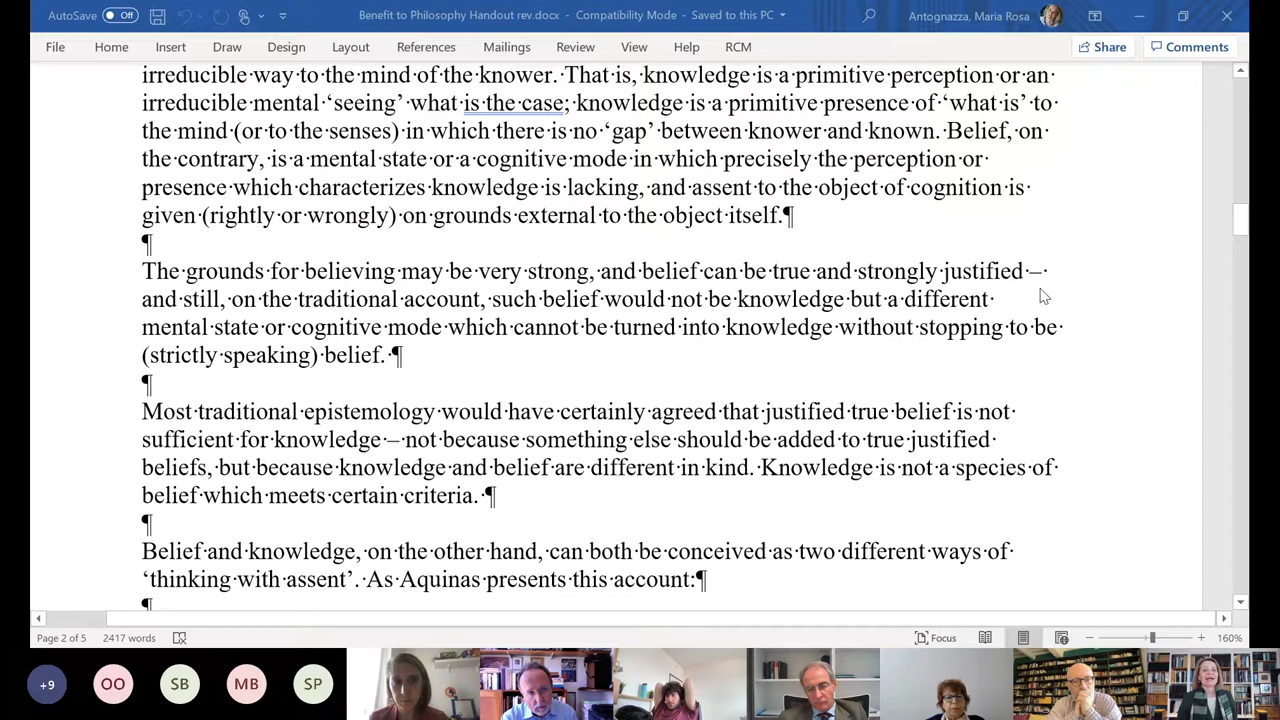 AutoSave Off Benefit to Philosophy Handout rev.docx - Compatibility Mode - Saved to this PC Antognazza, Maria Rosa
File Home Insert Draw Design Layout References Mailings Review View Help RCM Share Comments
irreducible way to the mind of the knower. That is, knowledge is a primitive perception or an
irreducible mental ‘seeing’ what is the case; knowledge is a primitive presence of ‘what is’ to
the mind (or to the senses) in which there is no ‘gap’ between knower and known. Belief, on
the contrary, is a mental state or a cognitive mode in which precisely the perception or
presence which characterizes knowledge is lacking, and assent to the object of cognition is
given (rightly or wrongly) on grounds external to the object itself.¶
¶
The grounds for believing may be very strong, and belief can be true and strongly justified –
and still, on the traditional account, such belief would not be knowledge but a different
mental state or cognitive mode which cannot be turned into knowledge without stopping to be
(strictly speaking) belief. ¶
¶
Most traditional epistemology would have certainly agreed that justified true belief is not
sufficient for knowledge – not because something else should be added to true justified
beliefs, but because knowledge and belief are different in kind. Knowledge is not a species of
belief which meets certain criteria. ¶
¶
Belief and knowledge, on the other hand, can both be conceived as two different ways of
‘thinking with assent’. As Aquinas presents this account:¶
¶
Page 2 of 5 2417 words Focus 160%
+9 OO SB MB SP